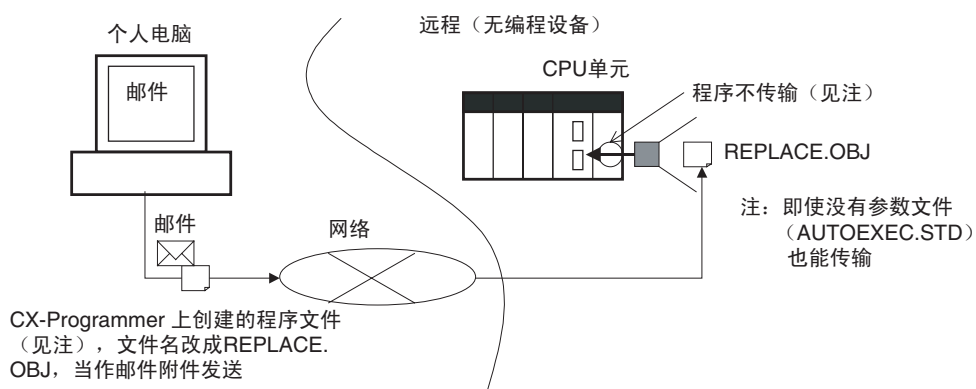 个人电脑
邮件
邮件
网络
CX-Programmer 上创建的程序文件
（见注），文件名改成REPLACE.
OBJ，当作邮件附件发送
远程（无编程设备）
CPU单元
程序不传输（见注）
REPLACE.OBJ
注：即使没有参数文件
（AUTOEXEC.STD）
也能传输